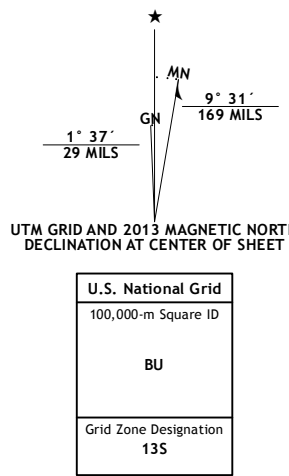 MN
GN
9° 31´
169 MILS
1° 37´
29 MILS
UTM GRID AND 2013 MAGNETIC NORTH
DECLINATION AT CENTER OF SHEET
U.S. National Grid
100,000-m Square ID
BU
Grid Zone Designation
13S